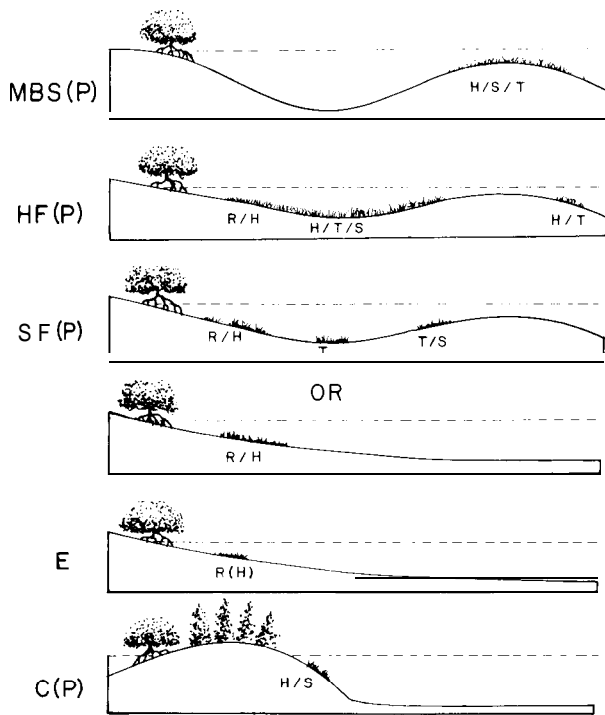 MBS(P)
H/S/T
HF(P)
R/H
H/T/S
H/T
SF(P)
R/H
T
T/S
OR
R/H
E
R(H)
C(P)
H/S